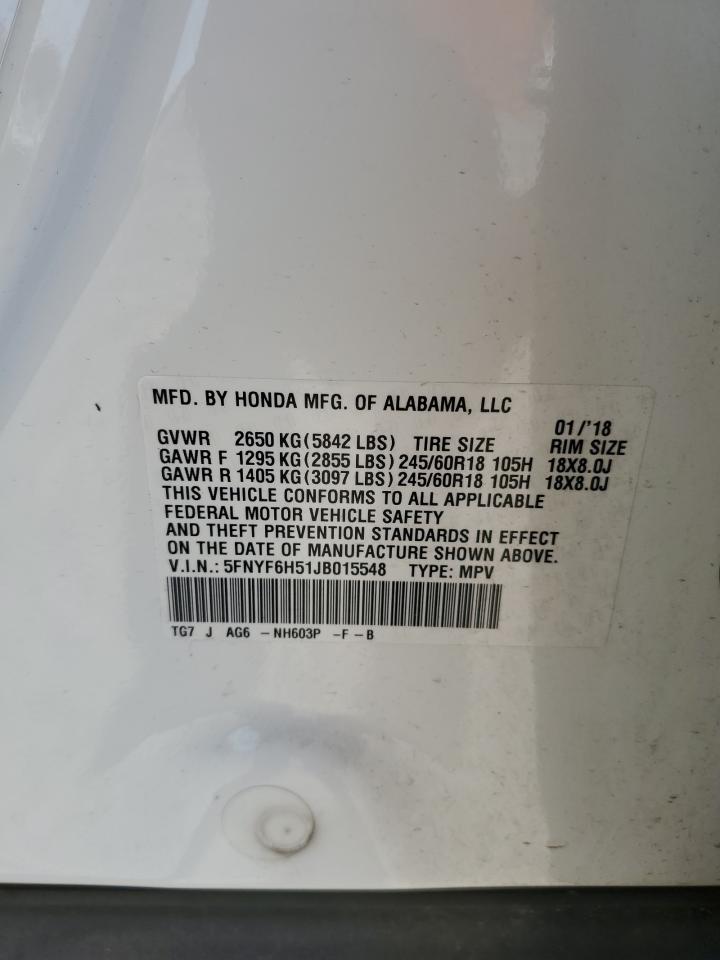 MFD. BY HONDA MFG. OF ALABAMA, LLC 01/'18
GVWR 2650 KG(5842 LBS) TIRE SIZE RIM SIZE
GAWR F 1295 KG(2855 LBS) 245/60R18 105H 18X8.0J
GAWR R 1405 KG(3097 LBS) 245/60R18 105H 18X8.0J
THIS VEHICLE CONFORMS TO ALL APPLICABLE
FEDERAL MOTOR VEHICLE SAFETY
AND THEFT PREVENTION STANDARDS IN EFFECT
ON THE DATE OF MANUFACTURE SHOWN ABOVE.
V.I.N.: 5FNYF6H51JB015548 TYPE: MPV
TG7 J AG6 -NH603P -F-B